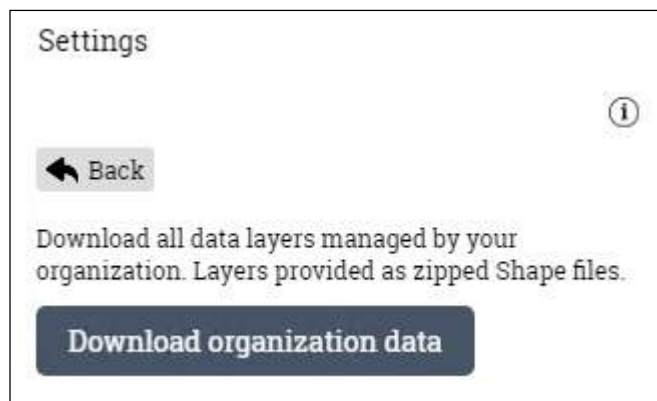 Settings
Back
Download all data layers managed by your
organization. Layers provided as zipped Shape files.
Download organization data